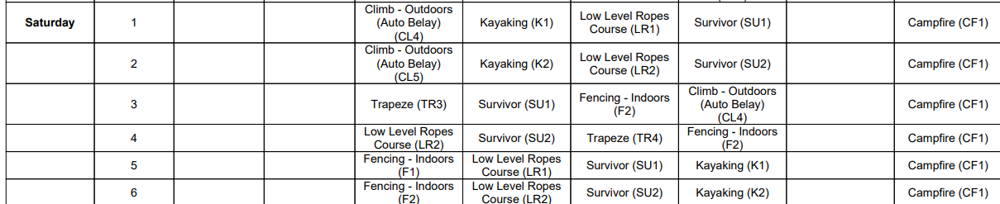 Saturday 1 Climb - Outdoors (Auto Belay) (CL4) Kayaking (K1) Low Level Ropes Course (LR1) Survivor (SU1) Campfire (CF1)
2 Climb - Outdoors (Auto Belay) (CL5) Kayaking (K2) Low Level Ropes Course (LR2) Survivor (SU2) Campfire (CF1)
3 Trapeze (TR3) Survivor (SU1) Fencing - Indoors (F2) Climb - Outdoors (Auto Belay) (CL4) Campfire (CF1)
4 Low Level Ropes Course (LR2) Survivor (SU2) Trapeze (TR4) Fencing - Indoors (F2) Campfire (CF1)
5 Fencing - Indoors (F1) Low Level Ropes Course (LR1) Survivor (SU1) Kayaking (K1) Campfire (CF1)
6 Fencing - Indoors (F2) Low Level Ropes Course (LR2) Survivor (SU2) Kayaking (K2) Campfire (CF1)